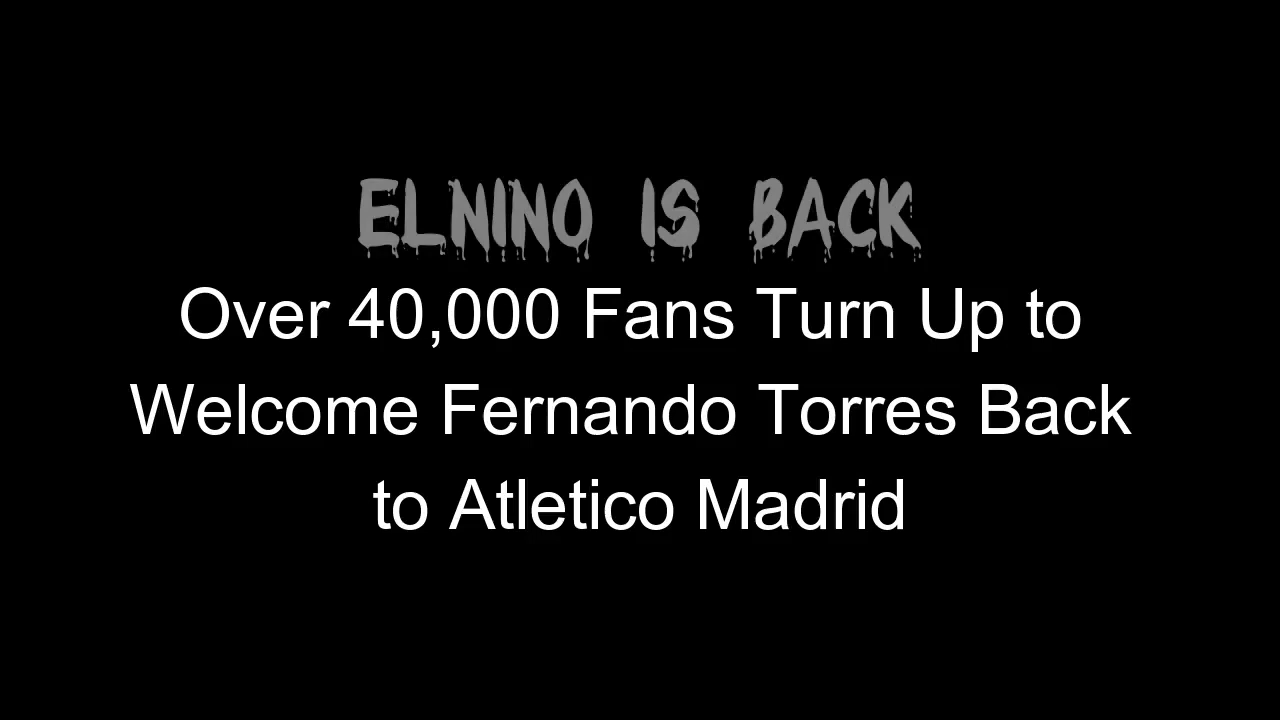 ELNINO IS BACK
Over 40,000 Fans Turn Up to
Welcome Fernando Torres Back
to Atletico Madrid